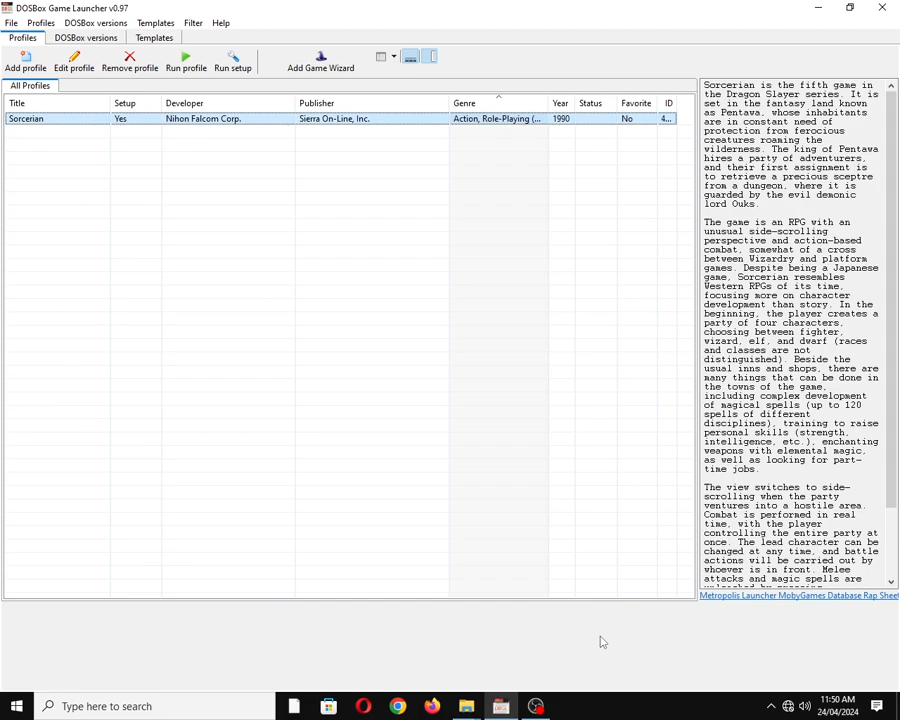 DOSBox Game Launcher v0.97
File Profiles DOSBox versions Templates Filter Help
Profiles DOSBox versions Templates
Add profile Edit profile Remove profile Run profile Run setup Add Game Wizard
All Profiles
Title Setup Developer Publisher Genre Year Status Favorite ID
Sorcerian Yes Nihon Falcom Corp. Sierra On-Line, Inc. Action, Role-Playing (... 1990 No 4...
Sorcerian is the fifth game in
the Dragon Slayer series. It is
set in the fantasy land known
as Pentava, whose inhabitants
are in constant need of
protection from ferocious
creatures roaming the
wilderness. The king of Pentava
hires a party of adventurers,
and their first assignment is
to retrieve a precious sceptre
from a dungeon, where it is
guarded by the evil demonic
lord Ouks.
The game is an RPG with an
unusual side-scrolling
perspective and action-based
combat, somewhat of a cross
between Wizardry and platform
games. Despite being a Japanese
game, Sorcerian resembles
Western RPGs of its time,
focusing more on character
development than story. In the
beginning, the player creates a
party of four characters,
choosing between fighter,
wizard, elf, and dwarf (races
and classes are not
distinguished). Beside the
usual inns and shops, there are
many things that can be done in
the towns of the game,
including complex development
of magical spells (up to 120
spells of different
disciplines), training to raise
personal skills (strength,
intelligence, etc.), enchanting
weapons with elemental magic,
as well as looking for part-
time jobs.
The view switches to side-
scrolling when the party
ventures into a hostile area.
Combat is performed in real
time, with the player
controlling the entire party at
once. The lead character can be
changed at any time, and battle
actions will be carried out by
whoever is in front. Melee
attacks and magic spells are
Metropolis Launcher MobyGames Database Rap Sheet
Type here to search
11:50 AM
24/04/2024